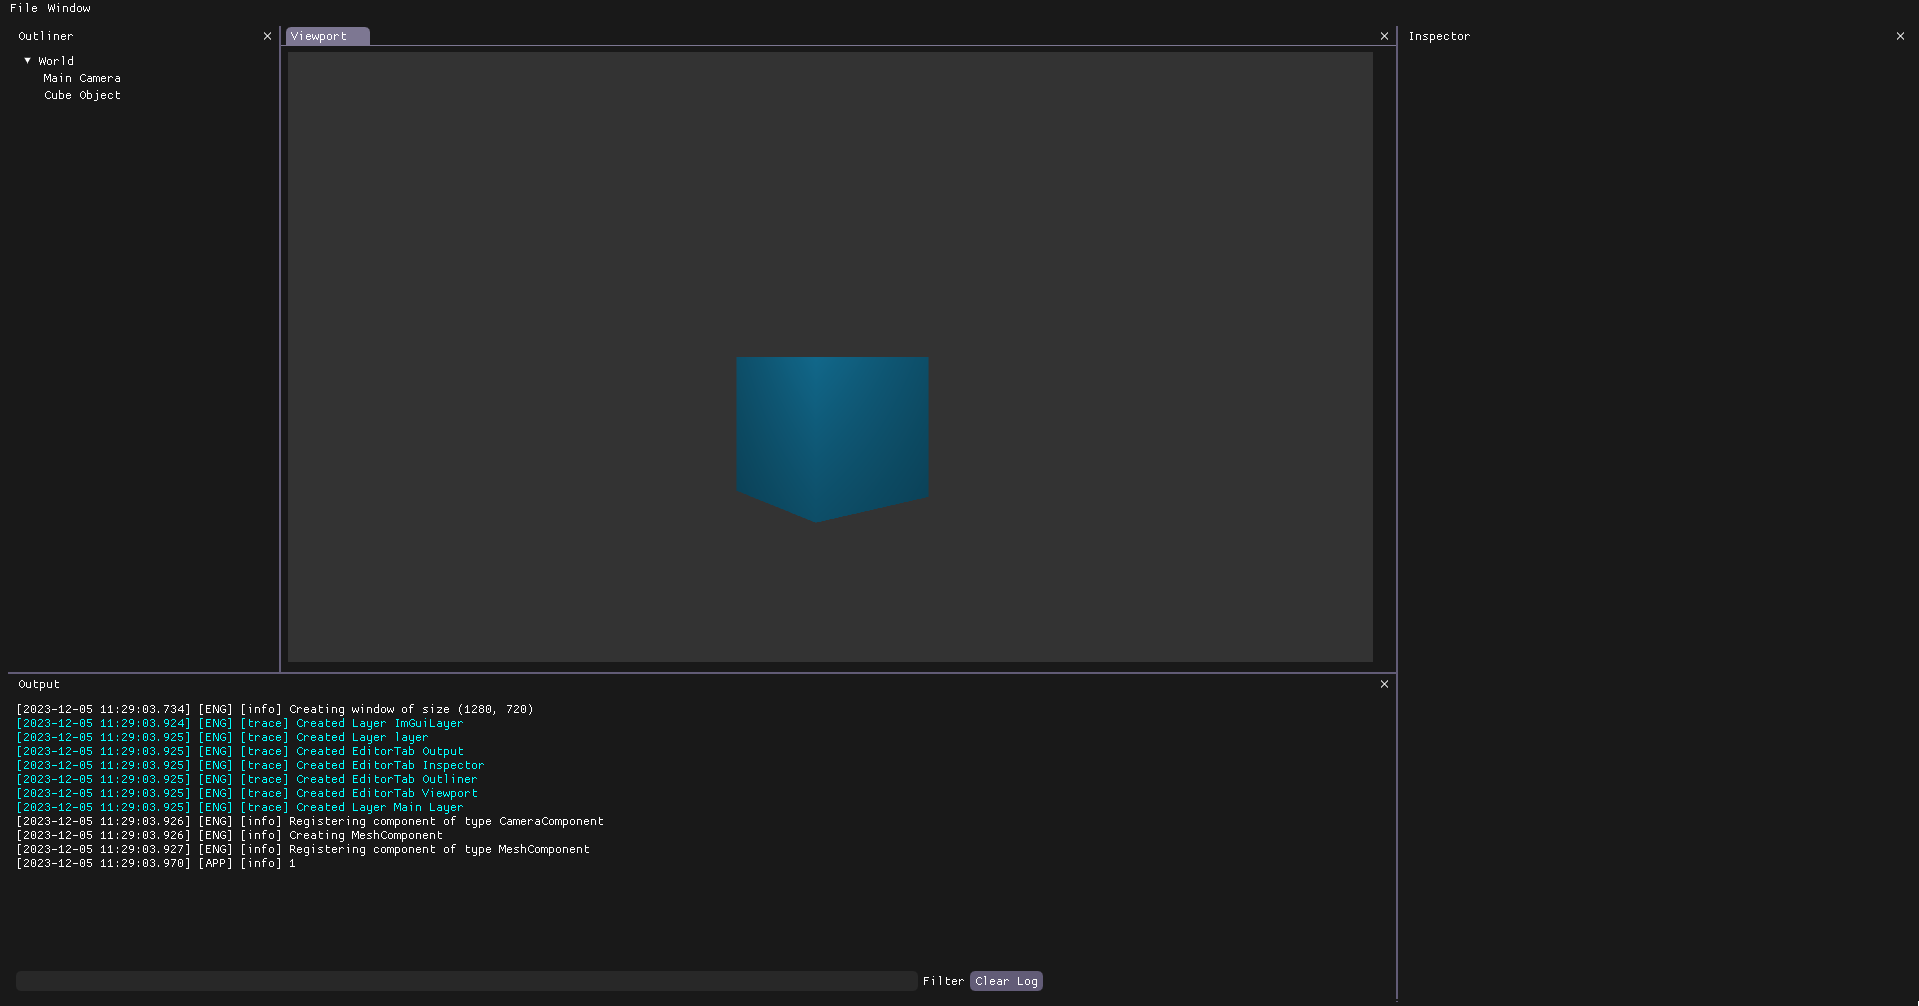 File Window
Outliner
Viewport
Inspector
World
Main Camera
Cube Object
Output
[2023-12-05 11:29:03.734] [ENG] [info] Creating window of size (1280, 720)
[2023-12-05 11:29:03.924] [ENG] [trace] Created Layer ImGuiLayer
[2023-12-05 11:29:03.925] [ENG] [trace] Created Layer layer
[2023-12-05 11:29:03.925] [ENG] [trace] Created EditorTab Output
[2023-12-05 11:29:03.925] [ENG] [trace] Created EditorTab Inspector
[2023-12-05 11:29:03.925] [ENG] [trace] Created EditorTab Outliner
[2023-12-05 11:29:03.925] [ENG] [trace] Created EditorTab Viewport
[2023-12-05 11:29:03.925] [ENG] [trace] Created Layer Main Layer
[2023-12-05 11:29:03.926] [ENG] [info] Registering component of type CameraComponent
[2023-12-05 11:29:03.926] [ENG] [info] Creating MeshComponent
[2023-12-05 11:29:03.927] [ENG] [info] Registering component of type MeshComponent
[2023-12-05 11:29:03.970] [APP] [info] 1
Filter Clear Log